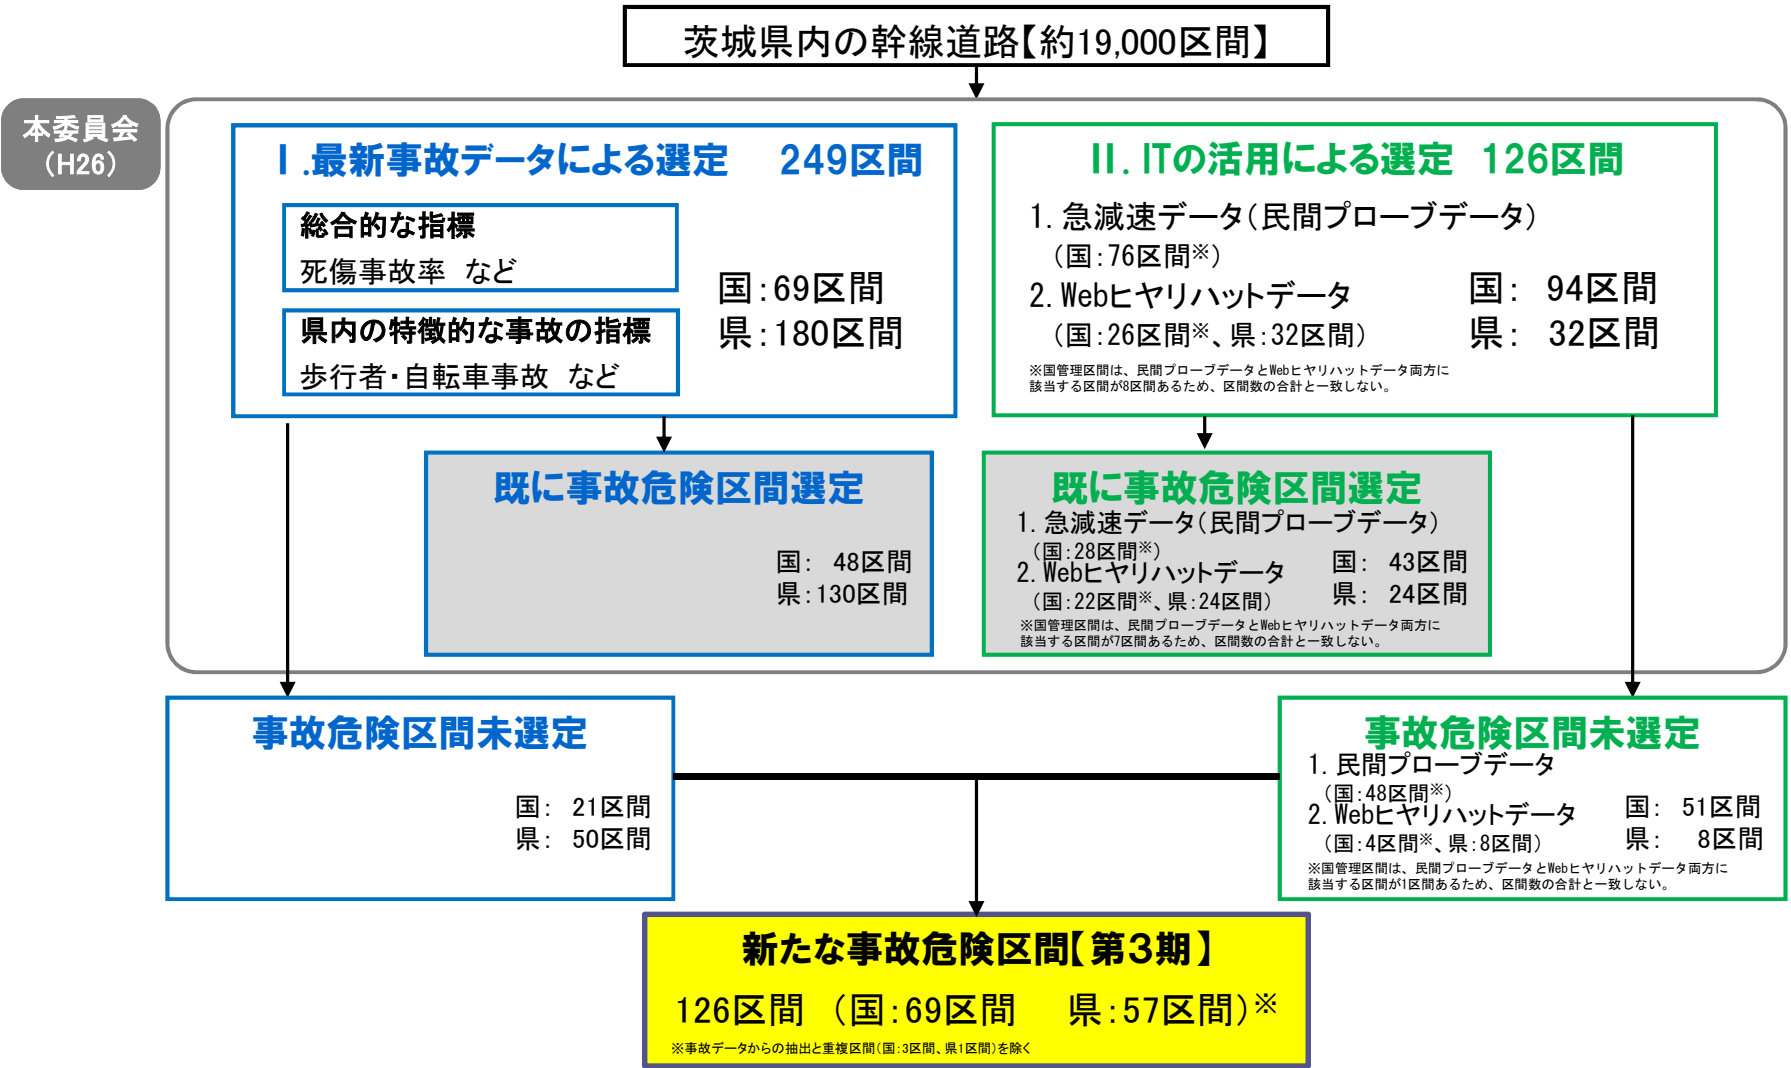 茨城県内の幹線道路【約19,000区間】
本委員会
(H26)
Ⅰ.最新事故データによる選定　249区間
総合的な指標
死傷事故率 など
県内の特徴的な事故の指標
歩行者・自転車事故 など
国:69区間
県:180区間
Ⅱ. ITの活用による選定　126区間
1. 急減速データ(民間プローブデータ)
(国:76区間※)
2. Webヒヤリハットデータ
(国:26区間※、県:32区間)
国: 94区間
県: 32区間
※国管理区間は、民間プローブデータとWebヒヤリハットデータ両方に
該当する区間が8区間あるため、区間数の合計と一致しない。
既に事故危険区間選定
国: 48区間
県:130区間
既に事故危険区間選定
1. 急減速データ(民間プローブデータ)
(国:28区間※)
2. Webヒヤリハットデータ
(国:22区間※、県:24区間)
国: 43区間
県: 24区間
※国管理区間は、民間プローブデータとWebヒヤリハットデータ両方に
該当する区間が7区間あるため、区間数の合計と一致しない。
事故危険区間未選定
国: 21区間
県: 50区間
事故危険区間未選定
1. 民間プローブデータ
(国:48区間※)
2. Webヒヤリハットデータ
(国:4区間※、県:8区間)
国: 51区間
県: 8区間
※国管理区間は、民間プローブデータとWebヒヤリハットデータ両方に
該当する区間が1区間あるため、区間数の合計と一致しない。
新たな事故危険区間【第3期】
126区間 (国:69区間　県:57区間)※
※事故データからの抽出と重複区間(国:3区間、県1区間)を除く